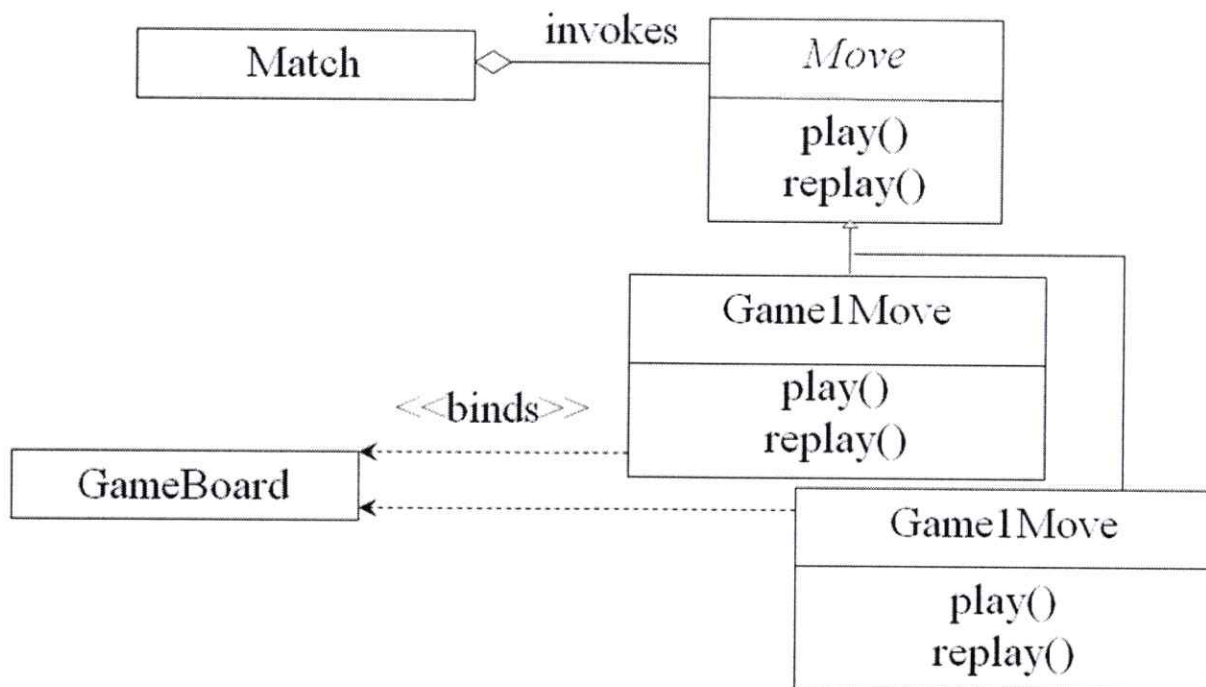 Match
invokes
Move
play()
replay()
Game1Move
play()
replay()
<<binds>>
GameBoard
Game1Move
play()
replay()